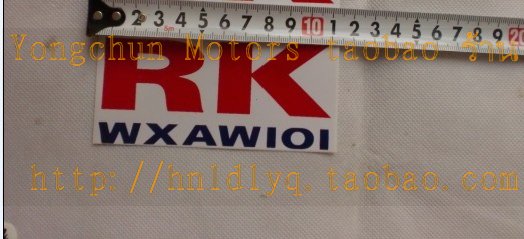 2 3 4 5 6 7 8 9 10 1 2 3 4 5 6 7 8 9 20
Yongchun Motors taobao
RK
WXAWIOI
http://hnldlyq.taobao.com